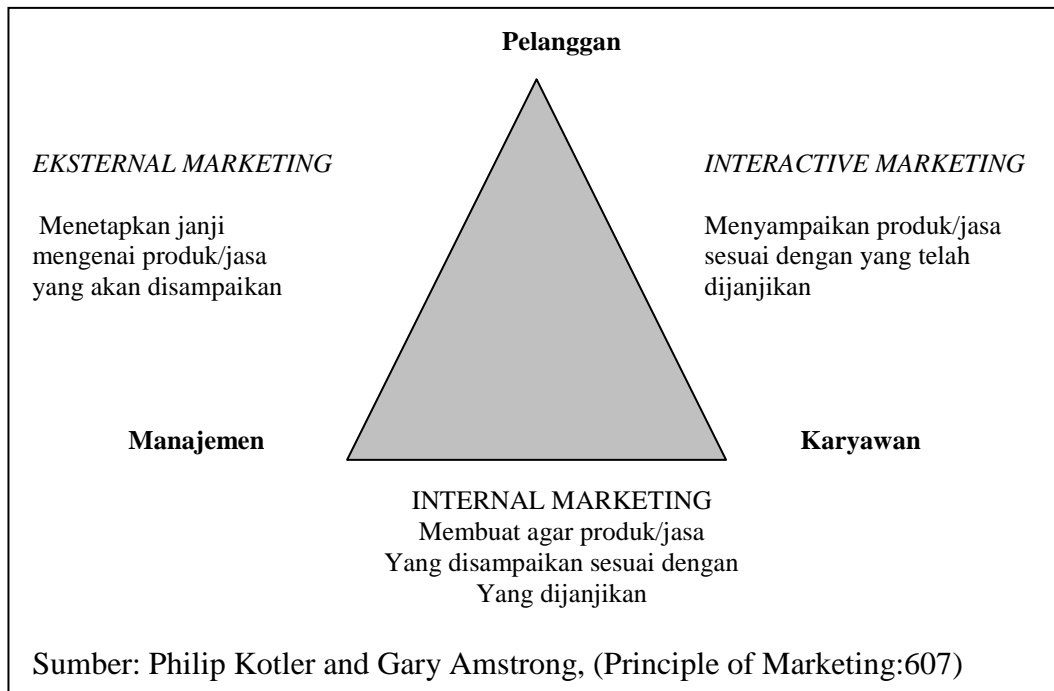 Pelanggan
EKSTERNAL MARKETING
Menetapkan janji
mengenai produk/jasa
yang akan disampaikan
INTERACTIVE MARKETING
Menyampaikan produk/jasa
sesuai dengan yang telah
dijanjikan
Manajemen
Karyawan
INTERNAL MARKETING
Membuat agar produk/jasa
Yang disampaikan sesuai dengan
Yang dijanjikan
Sumber: Philip Kotler and Gary Amstrong, (Principle of Marketing:607)